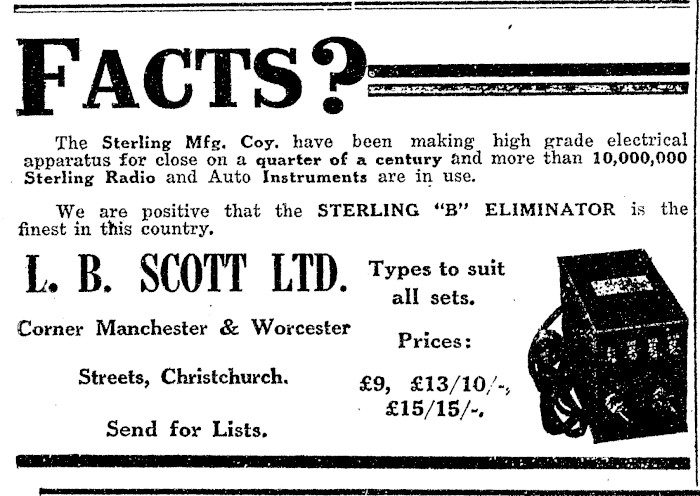 FACTS?
The Sterling Mfg. Coy. have been making high grade electrical
apparatus for close on a quarter of a century and more than 10,000,000
Sterling Radio and Auto Instruments are in use.
We are positive that the STERLING "B" ELIMINATOR is the
finest in this country.
L. B. SCOTT LTD.
Corner Manchester & Worcester
Streets, Christchurch.
Send for Lists.
Types to suit
all sets.
Prices:
£9, £13/10/-,
£15/15/-.